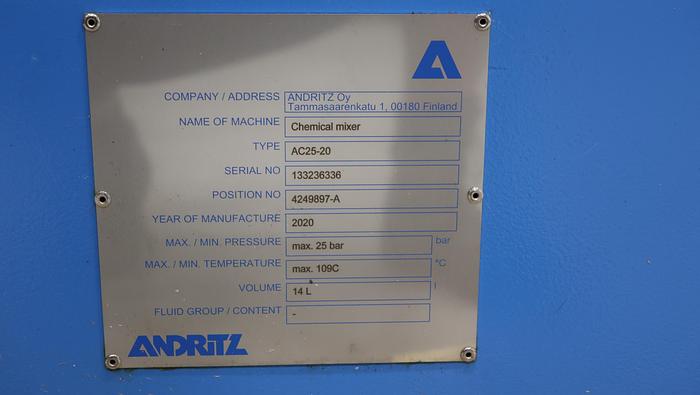 COMPANY / ADDRESS ANDRITZ Oy
Tammasaarenkatu 1, 00180 Finland
NAME OF MACHINE Chemical mixer
TYPE AC25-20
SERIAL NO 133236336
POSITION NO 4249897-A
YEAR OF MANUFACTURE 2020
MAX. / MIN. PRESSURE max. 25 bar bar
MAX. / MIN. TEMPERATURE max. 109C °C
VOLUME 14 L l
FLUID GROUP / CONTENT -
ANDRITZ